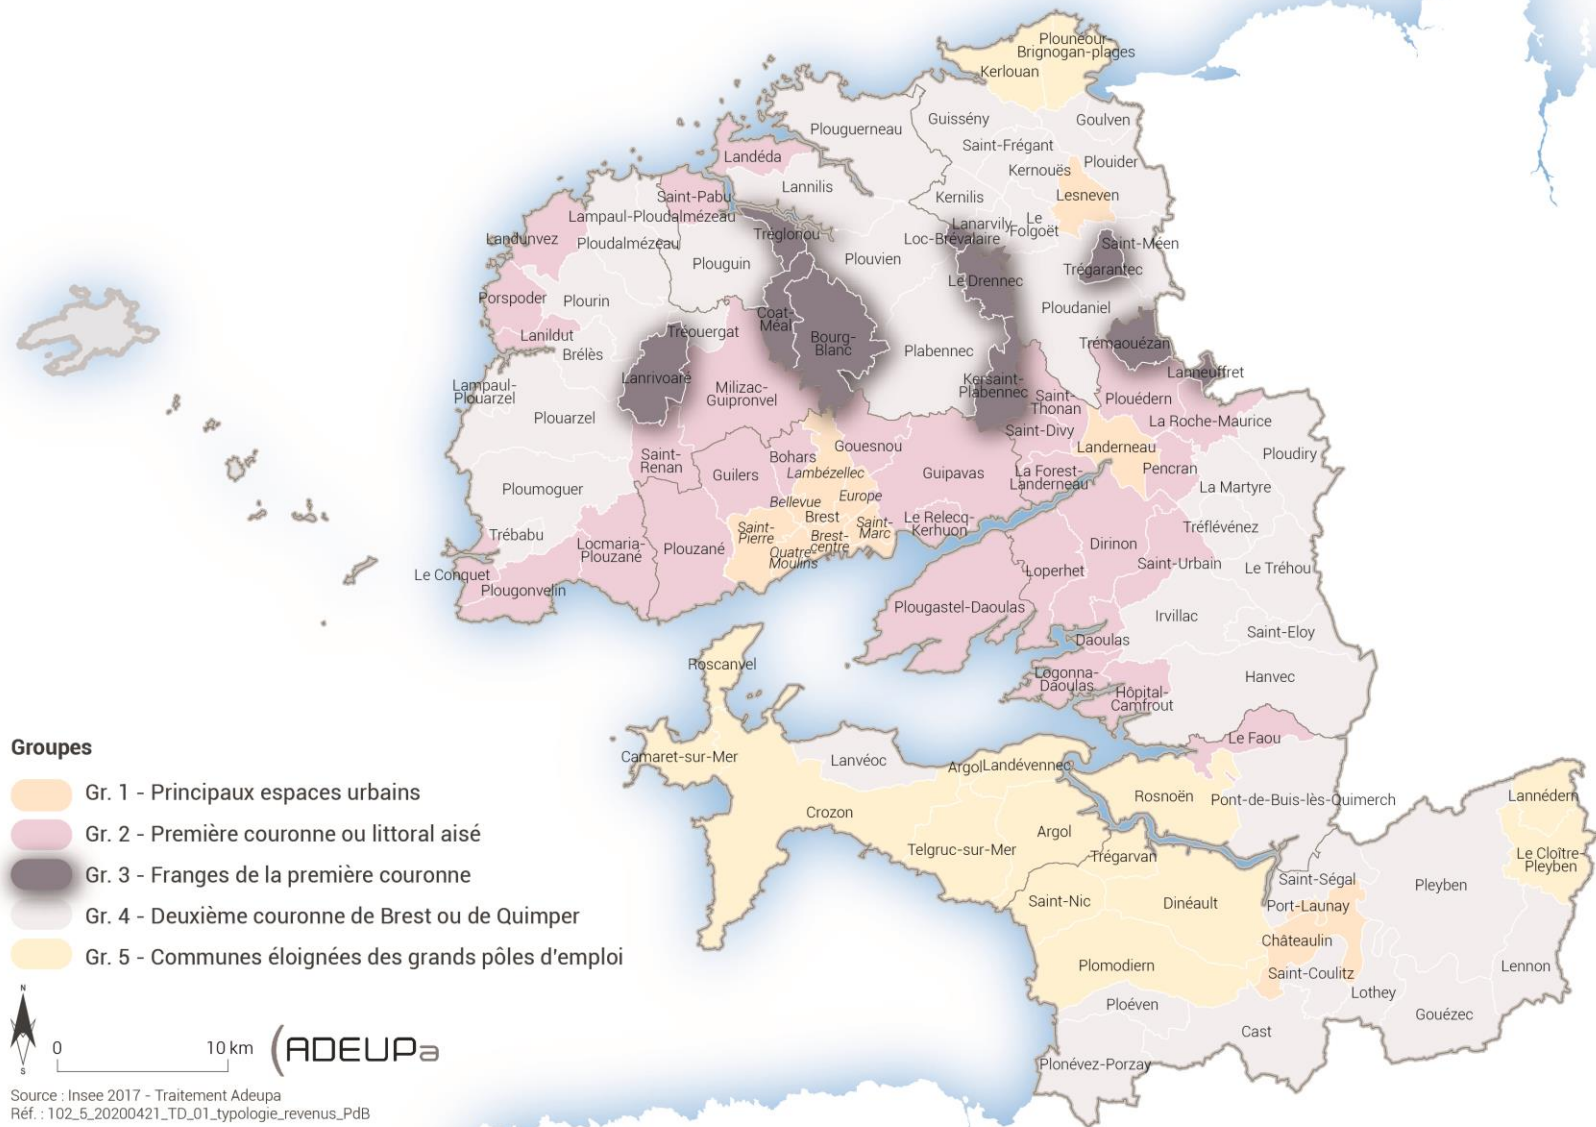 Plounéour-
Brignogan-plages
Kerlouan
Plouguerneau
Guissény
Goulven
Saint-Frégant
Landéda
Kernouës
Plouider
Lannilis
Saint-Pabu
Kernilis
Lesneven
Lampaul-Ploudalmézeau
Lanarvily
Le
Folgoët
Landunvez
Ploudalméżeau
Tréglonou
Loc-Brévalaire
Saint-Méen
Plouguin
Plouvien
Trégarantec
Le Drennec
Porspoder
Plourin
Ploudaniel
Coat-
Méal
Lanildut
Tréouergat
Bourg-
Blanc
Trémaouézan
Brélès
Plabennec
Lanneuffret
Lanrivoaré
Kersaint-
Plabennec
Lampaul-
Plouarzel
Milizac-
Guipronvel
Saint-
Thonan
Plouédern
Plouarzel
La Roche-Maurice
Saint-Divy
Gouesnou
Landerneau
Saint-
Renan
Bohars
Ploudiry
Guilers
Lambézellec
Guipavas
La Forest-
Landerneau
Pencran
Ploumoguer
La Martyre
Bellevue
Europe
Brest
Le Relecq-
Kerhuon
Trébabu
Saint-
Pierre
Saint-
Marc
Tréflévénez
Locmaria-
Plouzané
Plouzané
Brest-
centre
Quatre-
Moulins
Dirinon
Saint-Urbain
Le Tréhou
Le Conquet
Loperhet
Plougonvelin
Plougastel-Daoulas
Irvillac
Saint-Eloy
Daoulas
Roscanvel
Logonna-
Daoulas
Hanvec
Hôpital-
Camfrout
Le Faou
Camaret-sur-Mer
Lanvéoc
Argol
Landévennec
Rosnoën
Pont-de-Buis-lès-Quimerch
Lannédern
Crozon
Argol
Telgruc-sur-Mer
Trégarvan
Le Cloître-
Pleyben
Saint-Ségal
Pleyben
Saint-Nic
Dinéault
Port-Launay
Châteaulin
Plomodiern
Saint-Coulitz
Lennon
Lothey
Ploéven
Gouézec
Cast
Plonévez-Porzay
Groupes
Gr. 1 - Principaux espaces urbains
Gr. 2 - Première couronne ou littoral aisé
Gr. 3 - Franges de la première couronne
Gr. 4 - Deuxième couronne de Brest ou de Quimper
Gr. 5 - Communes éloignées des grands pôles d'emploi
N
S
0 10 km
ADEUPa
Source : Insee 2017 - Traitement Adeupa
Réf. : 102_5_20200421_TD_01_typologie_revenus_PdB